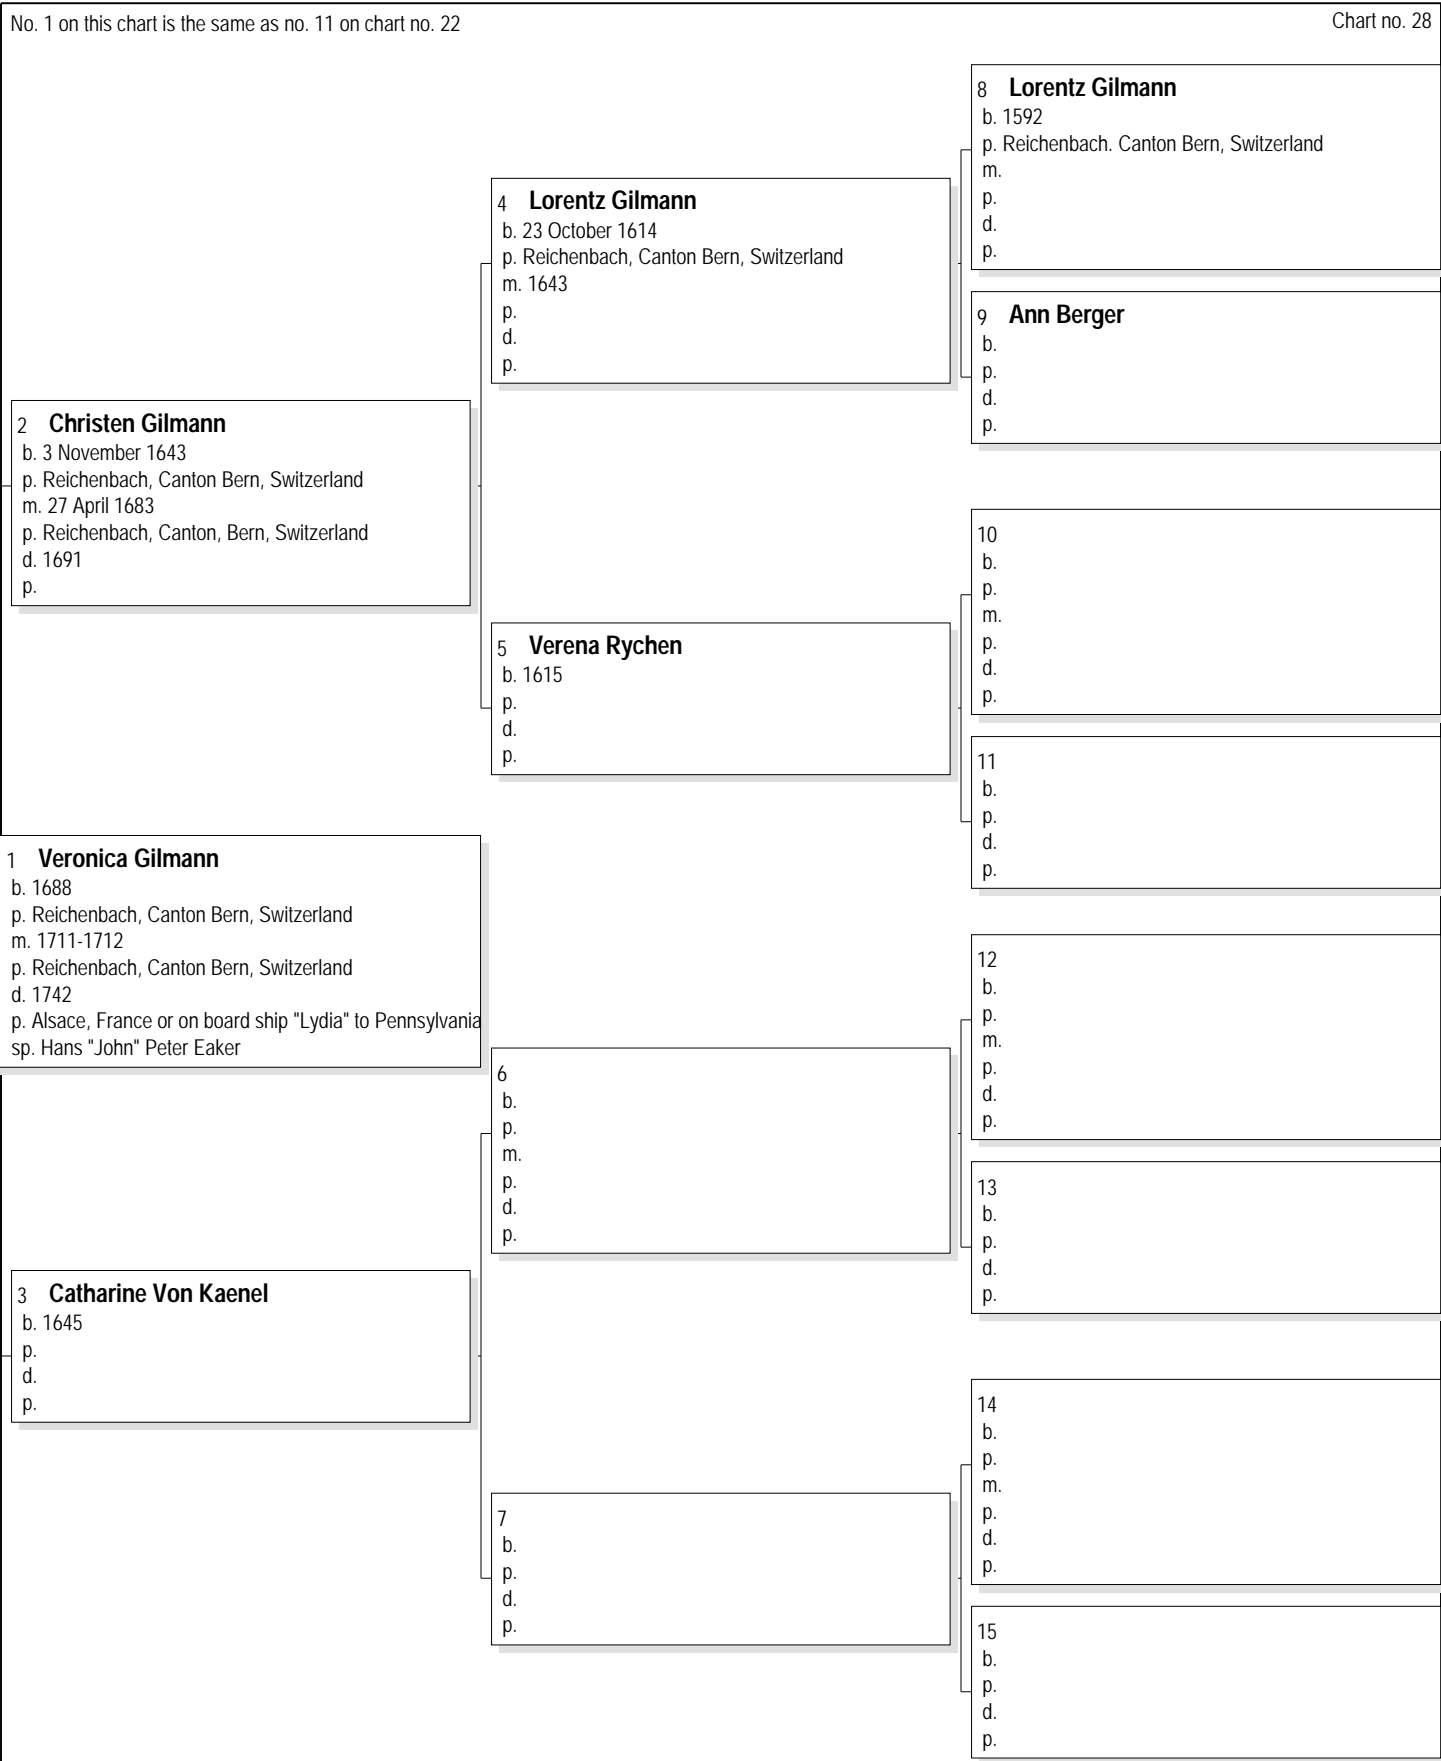 No. 1 on this chart is the same as no. 11 on chart no. 22
Chart no. 28
8 Lorentz Gilmann
b. 1592
p. Reichenbach. Canton Bern, Switzerland
m.
p.
d.
p.
4 Lorentz Gilmann
b. 23 October 1614
p. Reichenbach, Canton Bern, Switzerland
m. 1643
p.
d.
p.
9 Ann Berger
b.
p.
d.
p.
2 Christen Gilmann
b. 3 November 1643
p. Reichenbach, Canton Bern, Switzerland
m. 27 April 1683
p. Reichenbach, Canton, Bern, Switzerland
d. 1691
p.
10
b.
p.
m.
p.
d.
p.
5 Verena Rychen
b. 1615
p.
d.
p.
11
b.
p.
d.
p.
1 Veronica Gilmann
b. 1688
p. Reichenbach, Canton Bern, Switzerland
m. 1711-1712
p. Reichenbach, Canton Bern, Switzerland
d. 1742
p. Alsace, France or on board ship "Lydia" to Pennsylvania
sp. Hans "John" Peter Eaker
12
b.
p.
m.
p.
d.
p.
6
b.
p.
m.
p.
d.
p.
13
b.
p.
d.
p.
3 Catharine Von Kaenel
b. 1645
p.
d.
p.
14
b.
p.
m.
p.
d.
p.
7
b.
p.
d.
p.
15
b.
p.
d.
p.